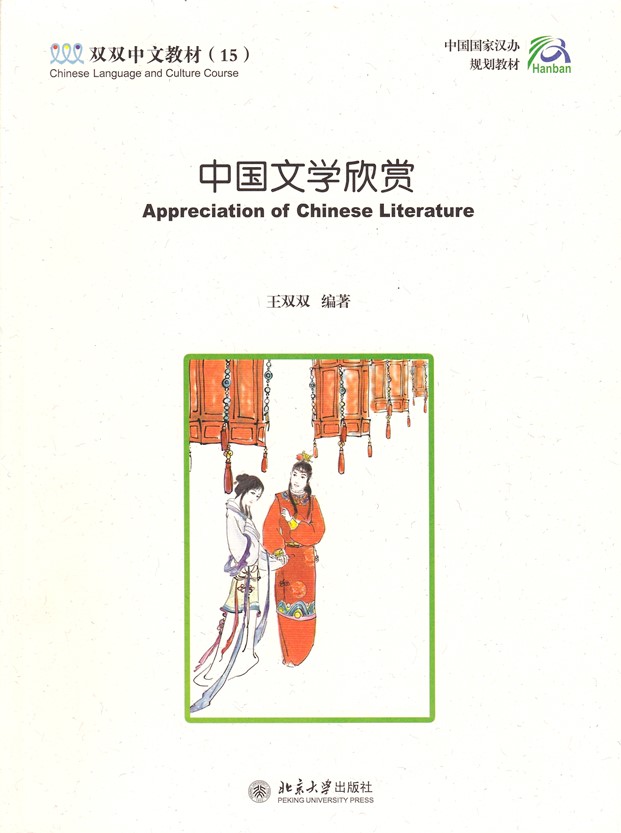 双双中文教材（15）
Chinese Language and Culture Course
中国国家汉办
规划教材
Hanban
中国文学欣赏
Appreciation of Chinese Literature
王双双 编著
北京大学出版社
PEKING UNIVERSITY PRESS